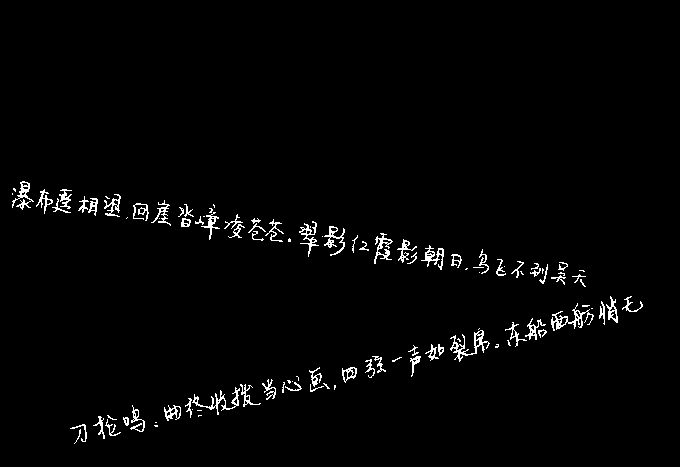 瀑布遥相望,回崖沓嶂凌苍苍。翠影红霞影朝日,鸟飞不到吴天
刀枪鸣。曲终收拨当心画,四弦一声如裂帛。东船西舫悄无